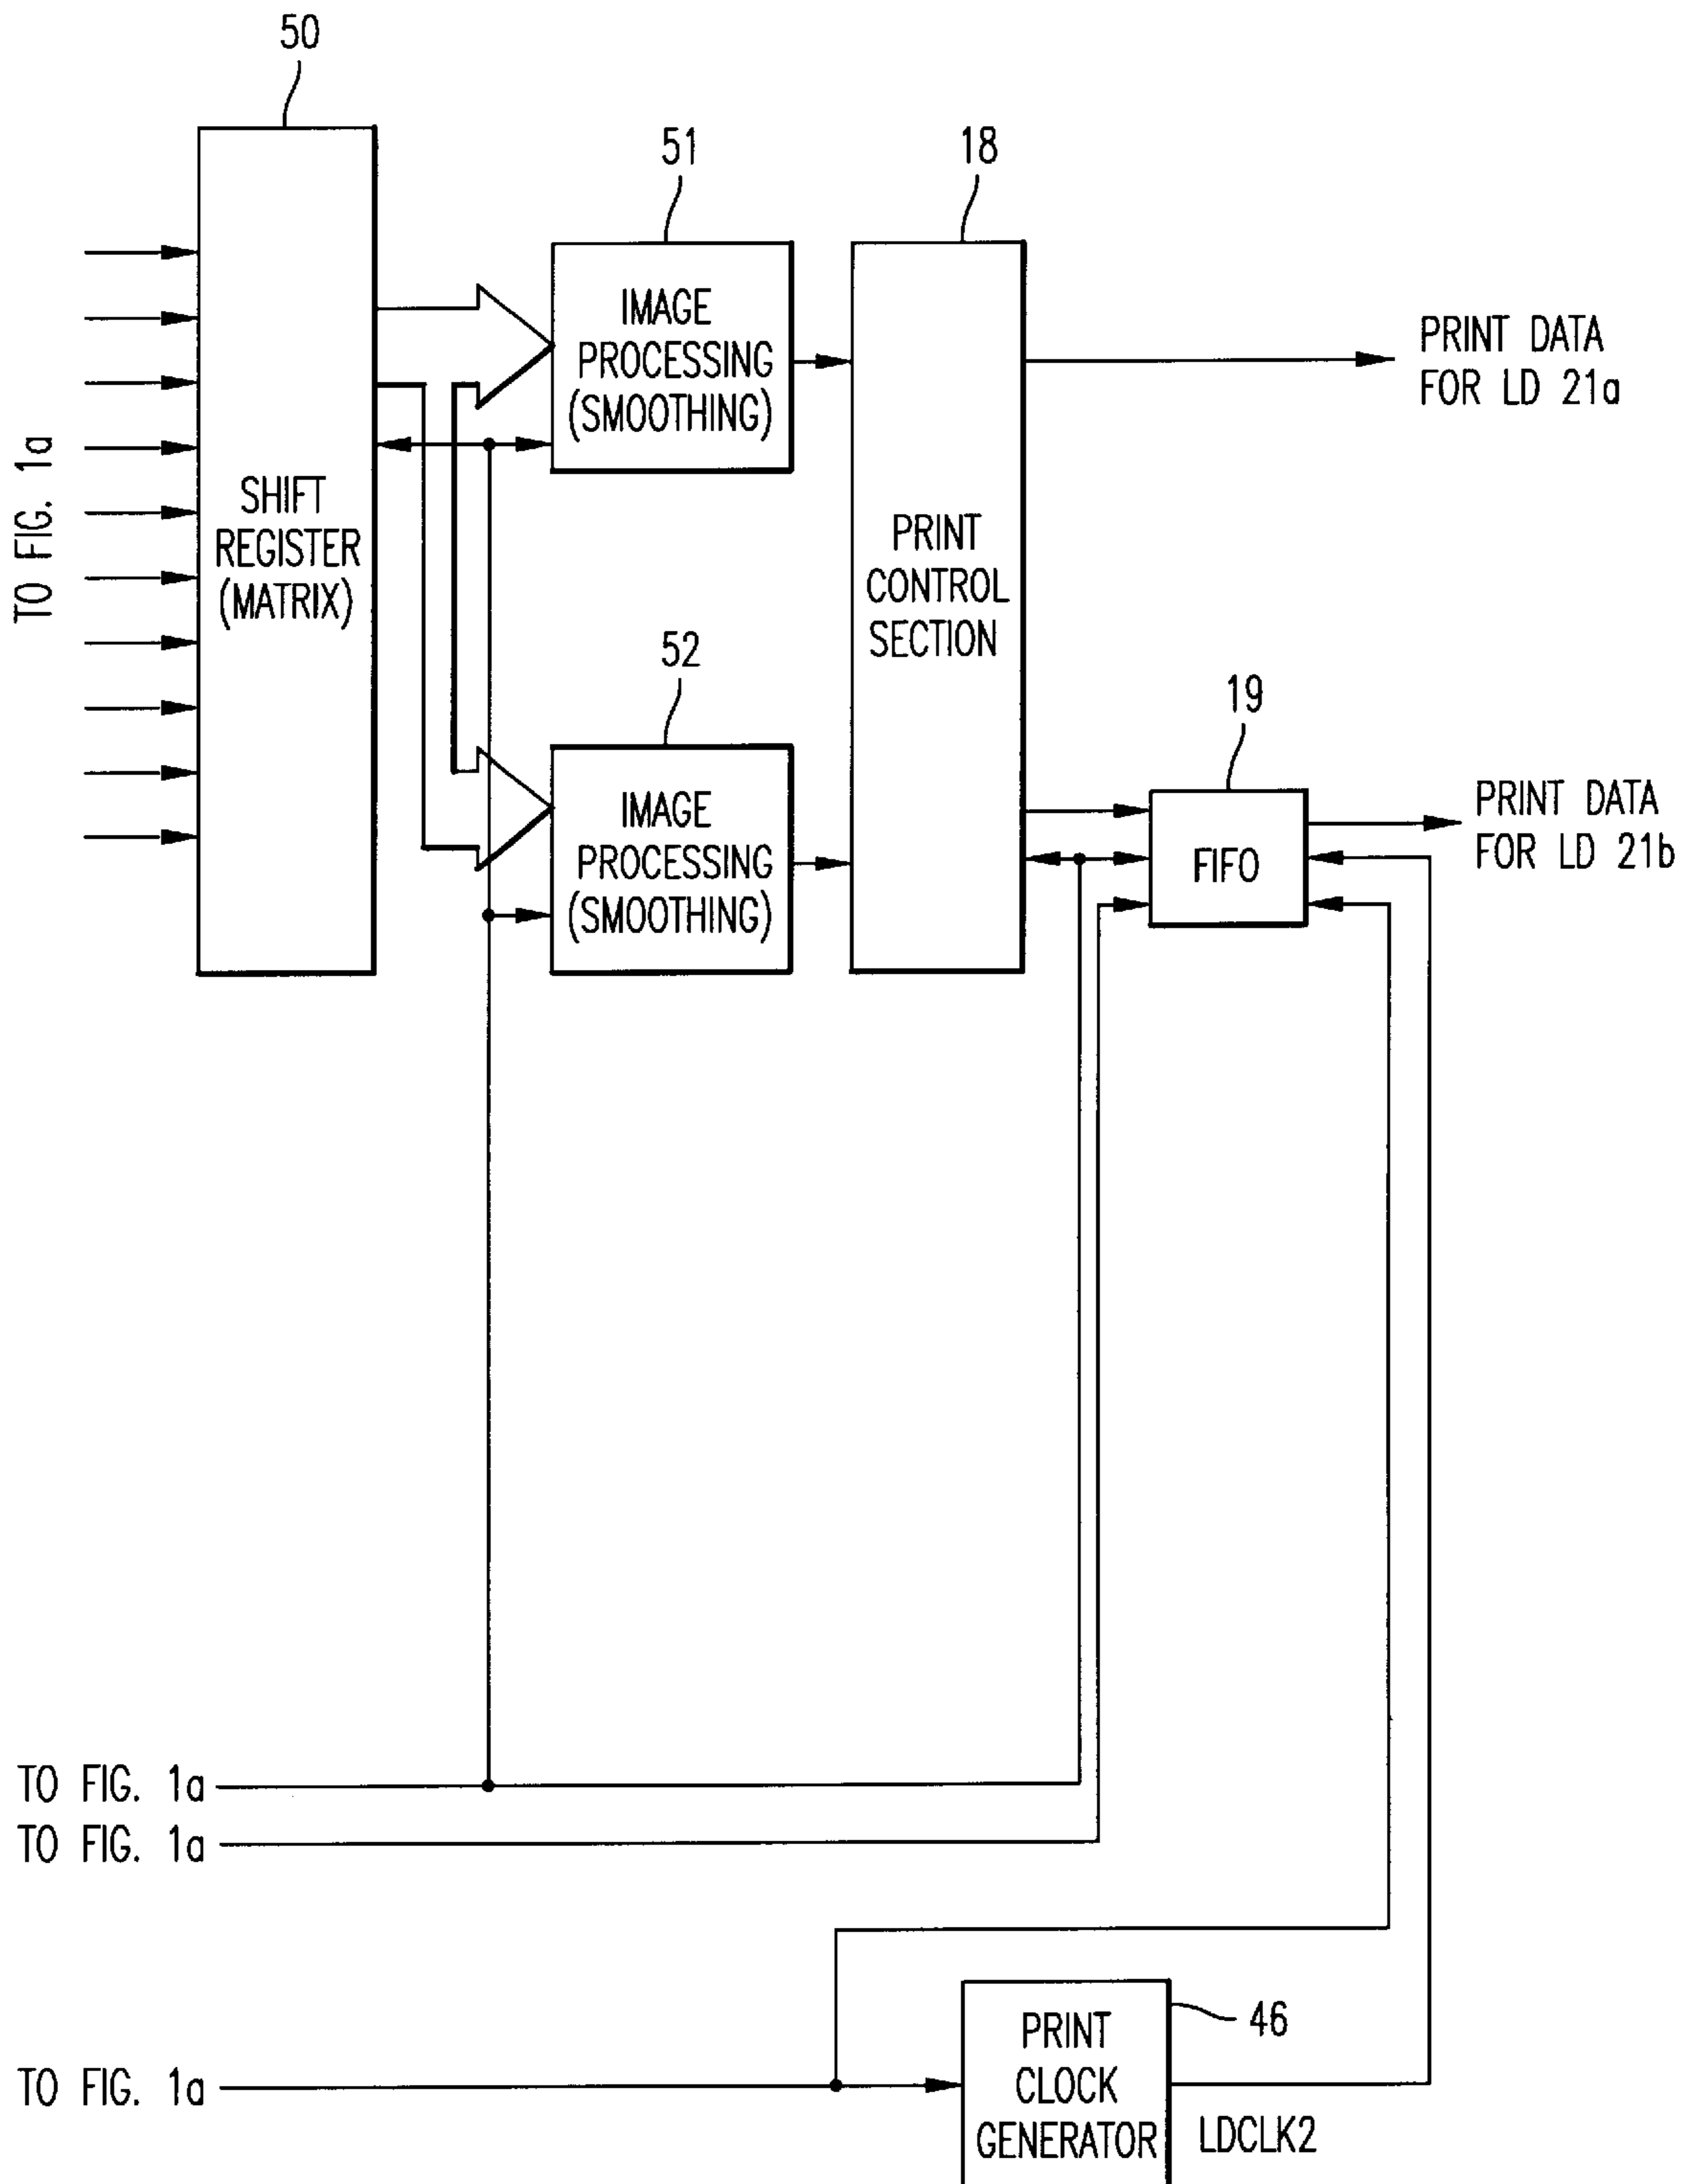 50
51
18
TO FIG. 1a
SHIFT
REGISTER
(MATRIX)
IMAGE
PROCESSING
(SMOOTHING)
PRINT
CONTROL
SECTION
PRINT DATA
FOR LD 21a
52
19
IMAGE
PROCESSING
(SMOOTHING)
FIFO
PRINT DATA
FOR LD 21b
TO FIG. 1a
TO FIG. 1a
TO FIG. 1a
PRINT
CLOCK
GENERATOR
46
LDCLK2